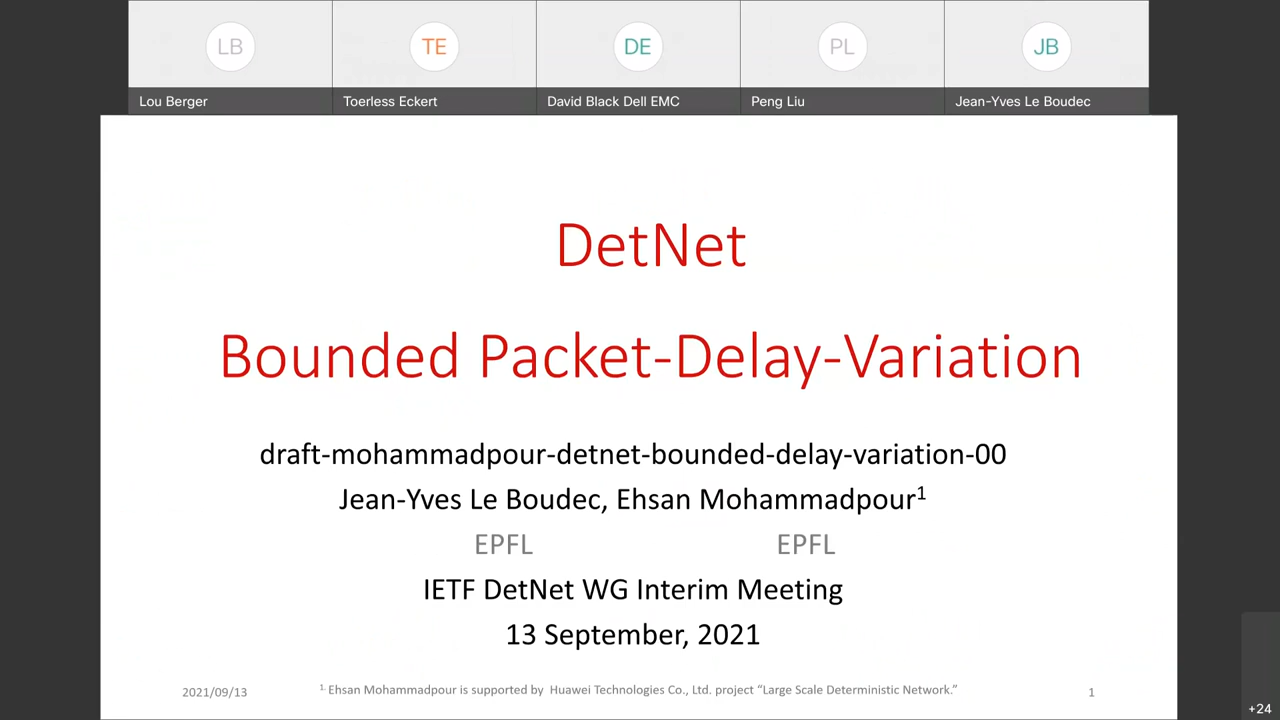 LB TE DE PL JB
Lou Berger Toerless Eckert David Black Dell EMC Peng Liu Jean-Yves Le Boudec
DetNet
Bounded Packet-Delay-Variation
draft-mohammadpour-detnet-bounded-delay-variation-00
Jean-Yves Le Boudec, Ehsan Mohammadpour¹
EPFL EPFL
IETF DetNet WG Interim Meeting
13 September, 2021
2021/09/13 1. Ehsan Mohammadpour is supported by Huawei Technologies Co., Ltd. project “Large Scale Deterministic Network.” 1
+24